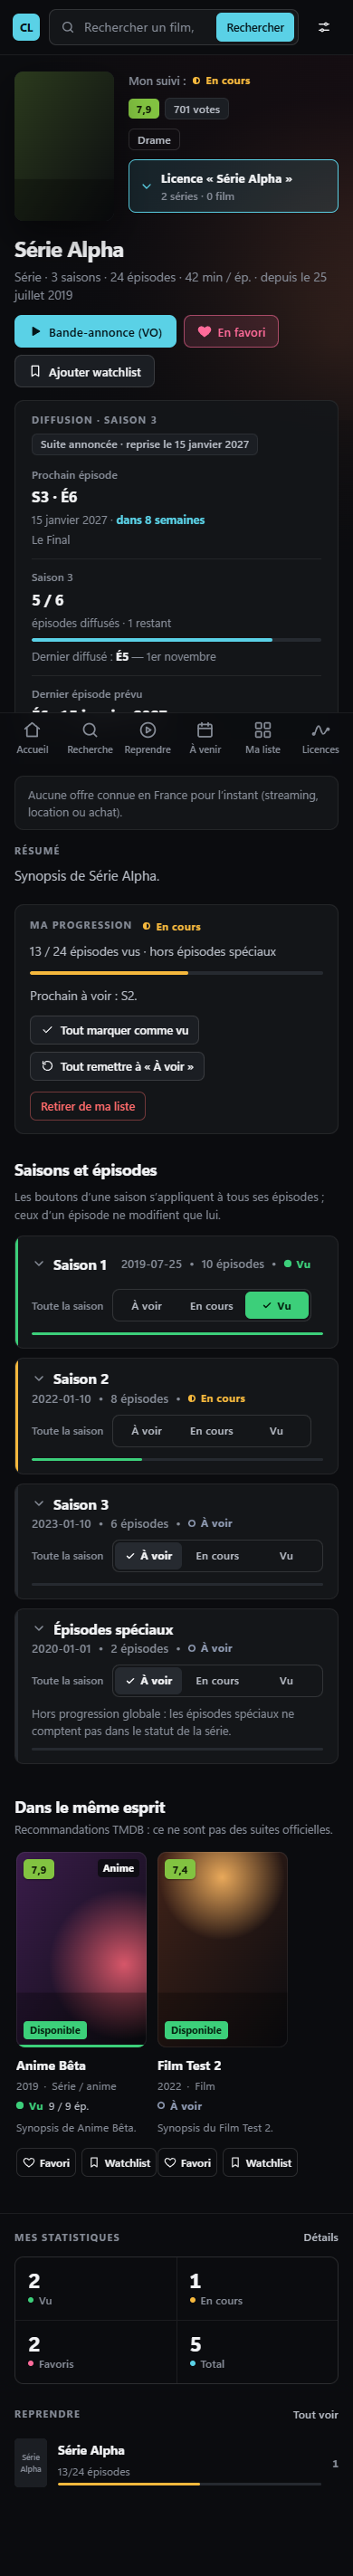 CL
Rechercher un film,
Rechercher
Mon suivi : En cours
7,9 701 votes
Drame
Licence « Série Alpha »
2 séries · 0 film
Série Alpha
Série · 3 saisons · 24 épisodes · 42 min / ép. · depuis le 25
juillet 2019
Bande-annonce (VO)
En favori
Ajouter watchlist
DIFFUSION · SAISON 3
Suite annoncée · reprise le 15 janvier 2027
Prochain épisode
S3 · É6
15 janvier 2027 · dans 8 semaines
Le Final
Saison 3
5 / 6
épisodes diffusés · 1 restant
Dernier diffusé : É5 — 1er novembre
Dernier épisode prévu
Accueil
Recherche
Reprendre
À venir
Ma liste
Licences
Aucune offre connue en France pour l'instant (streaming,
location ou achat).
RÉSUMÉ
Synopsis de Série Alpha.
MA PROGRESSION En cours
13 / 24 épisodes vus · hors épisodes spéciaux
Prochain à voir : S2.
Tout marquer comme vu
Tout remettre à « À voir »
Retirer de ma liste
Saisons et épisodes
Les boutons d'une saison s'appliquent à tous ses épisodes ;
ceux d'un épisode ne modifient que lui.
Saison 1 2019-07-25 • 10 épisodes • Vu
Toute la saison À voir En cours Vu
Saison 2
2022-01-10 • 8 épisodes • En cours
Toute la saison À voir En cours Vu
Saison 3
2023-01-10 • 6 épisodes • À voir
Toute la saison À voir En cours Vu
Épisodes spéciaux
2020-01-01 • 2 épisodes • À voir
Toute la saison À voir En cours Vu
Hors progression globale : les épisodes spéciaux ne
comptent pas dans le statut de la série.
Dans le même esprit
Recommandations TMDB : ce ne sont pas des suites officielles.
7,9 Anime
Disponible
Anime Bêta
2019 · Série / anime
Vu 9 / 9 ép.
Synopsis de Anime Bêta.
Favori Watchlist
7,4
Disponible
Film Test 2
2022 · Film
À voir
Synopsis du Film Test 2.
Favori Watchlist
MES STATISTIQUES Détails
2
Vu
1
En cours
2
Favoris
5
Total
REPRENDRE Tout voir
Série
Alpha
Série Alpha
13/24 épisodes
1